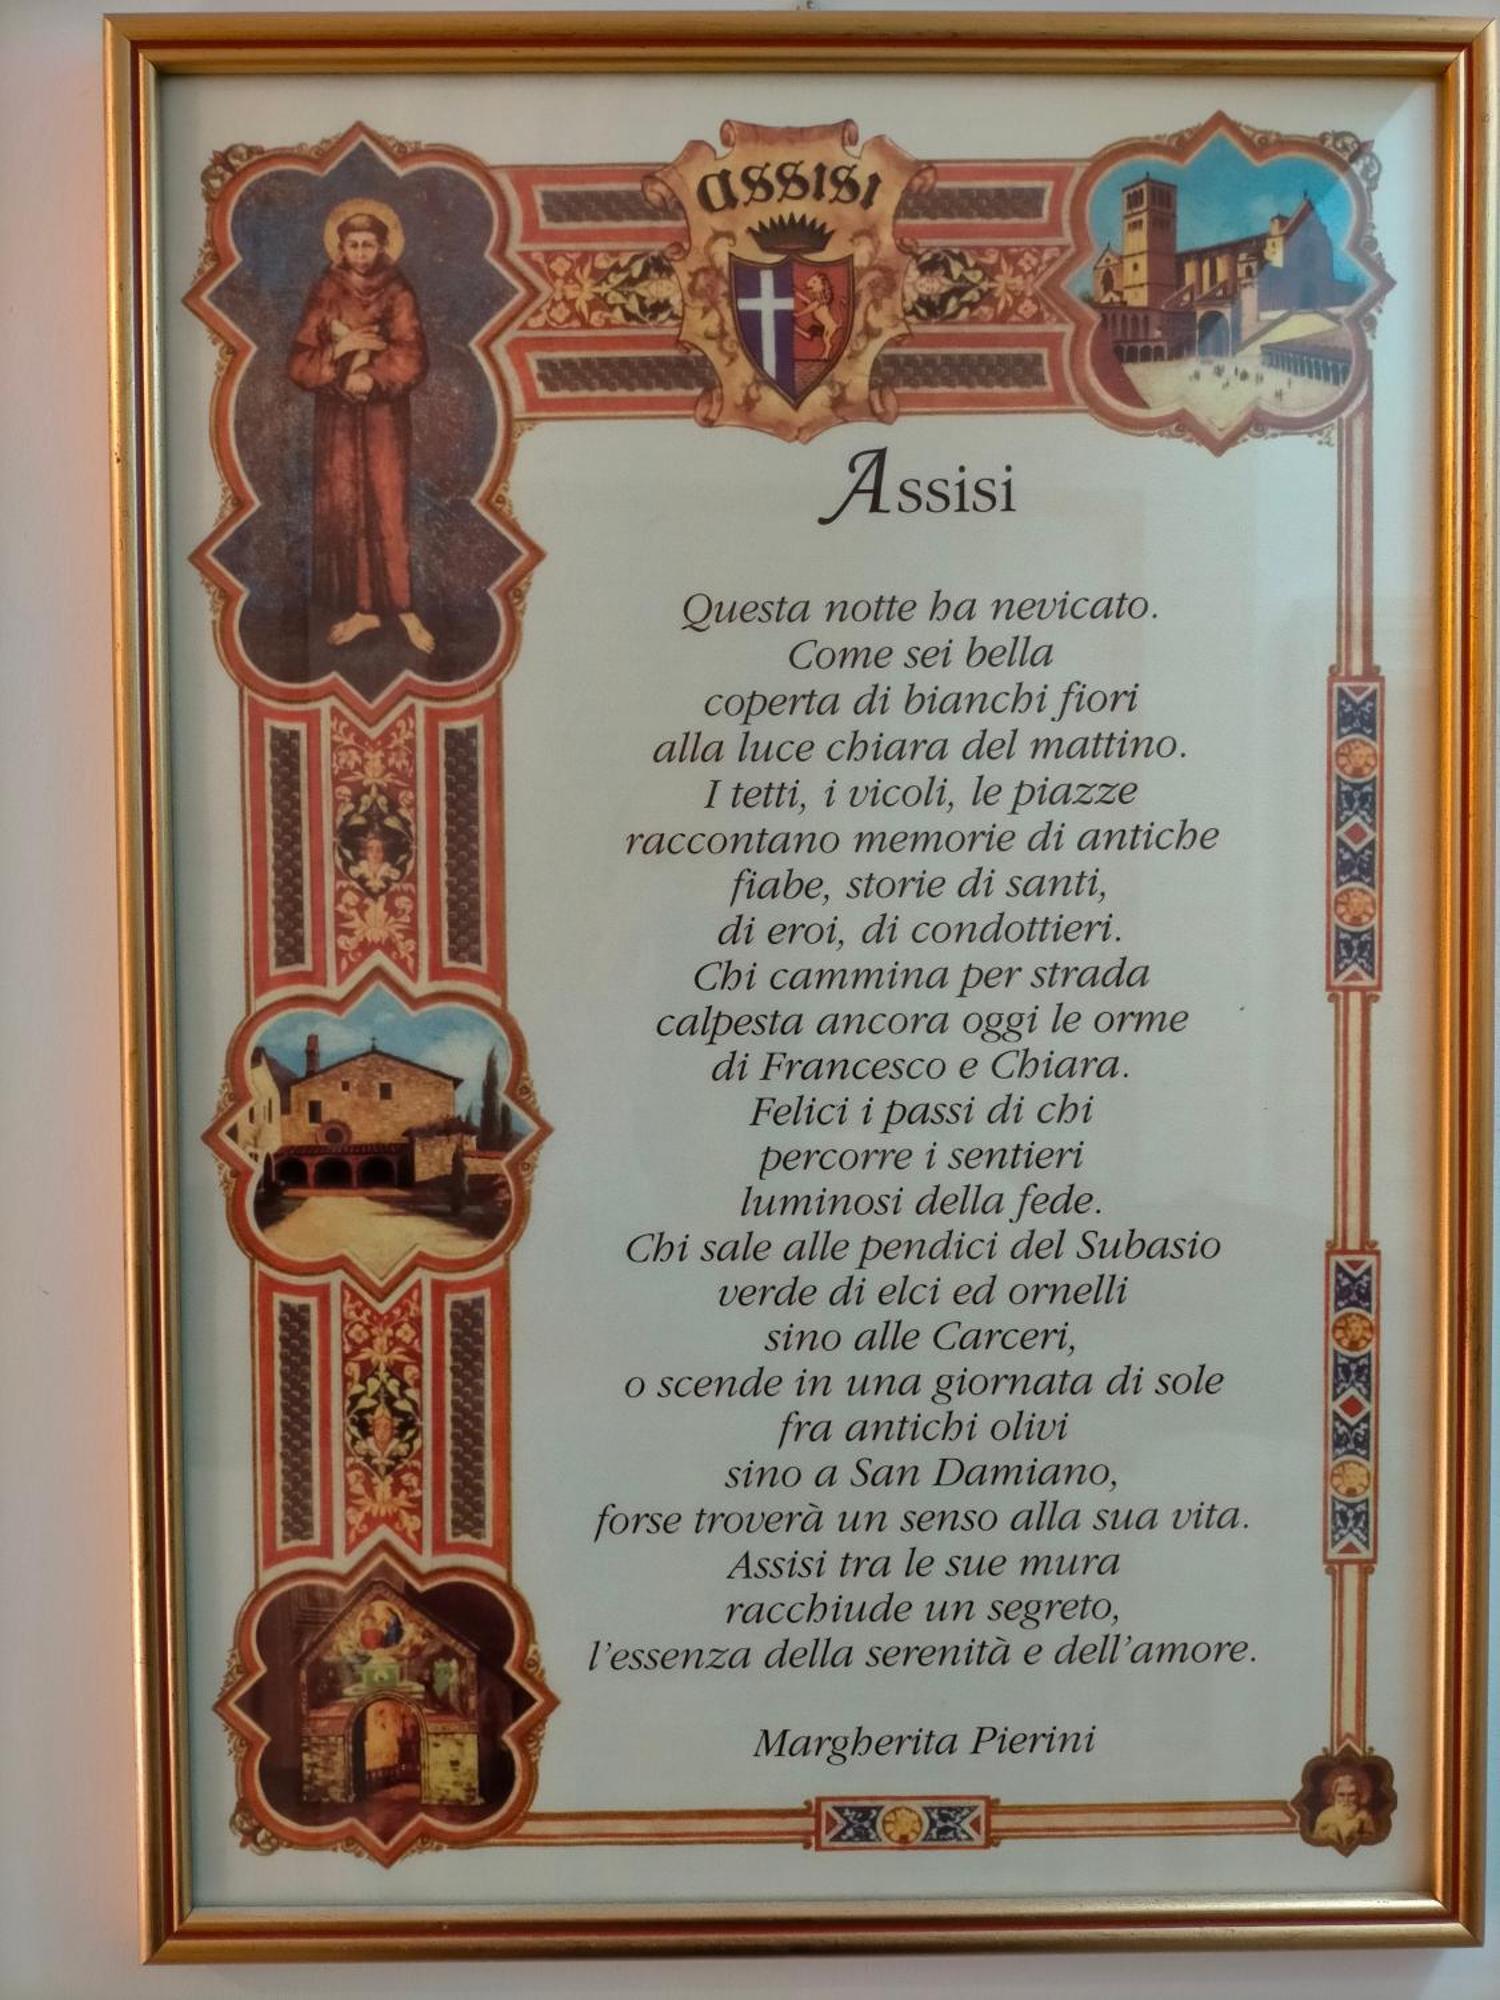 ASSISI
Assisi
Questa notte ha nevicato.
Come sei bella
coperta di bianchi fiori
alla luce chiara del mattino.
I tetti, i vicoli, le piazze
raccontano memorie di antiche
fiabe, storie di santi,
di eroi, di condottieri.
Chi cammina per strada
calpesta ancora oggi le orme
di Francesco e Chiara.
Felici i passi di chi
percorre i sentieri
luminosi della fede.
Chi sale alle pendici del Subasio
verde di elci ed ornelli
sino alle Carceri,
o scende in una giornata di sole
fra antichi olivi
sino a San Damiano,
forse troverà un senso alla sua vita.
Assisi tra le sue mura
racchiude un segreto,
l'essenza della serenità e dell'amore.
Margherita Pierini